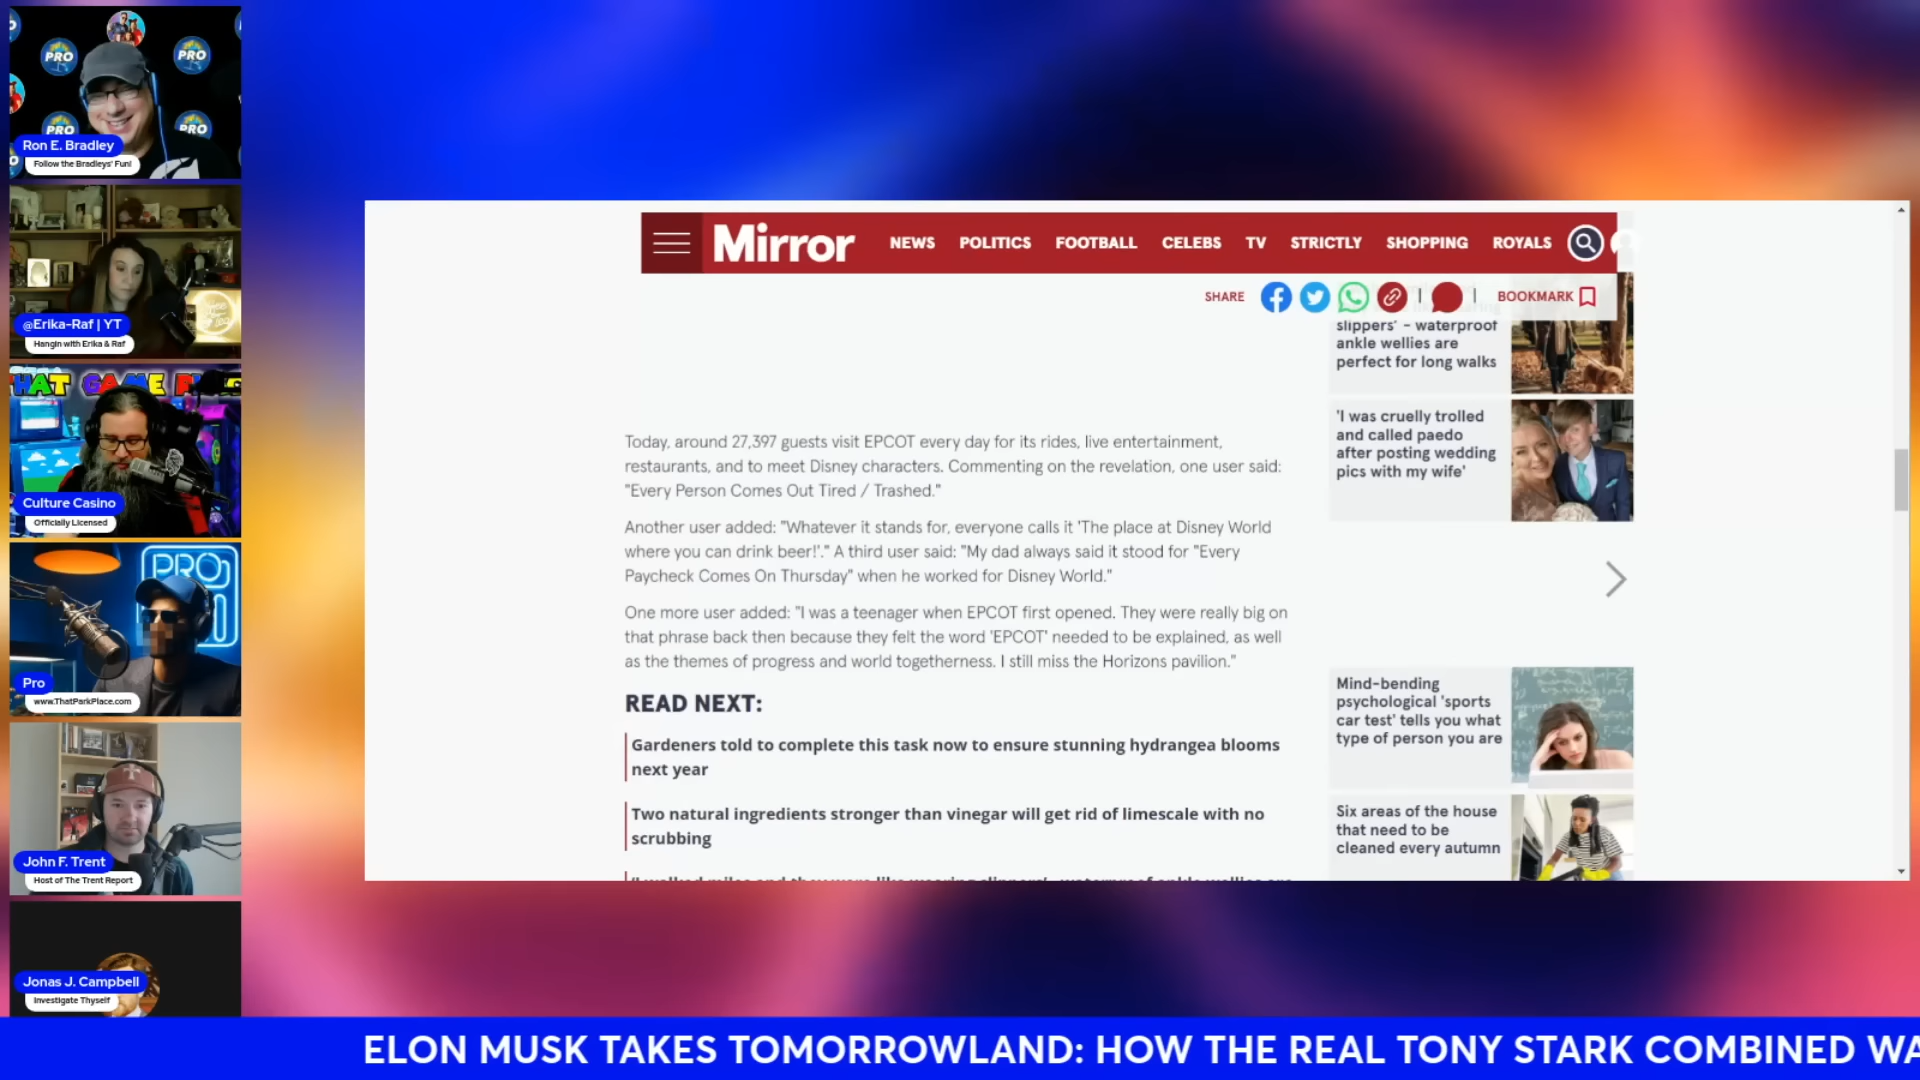 PRO
PRO
PRO
PRO
Ron E. Bradley
Follow the Bradleys' Fun!
@Erika-Raf | YT
Hangin with Erika & Raf
THAT GAME
Culture Casino
Officially Licensed
PRO
Pro
www.ThatParkPlace.com
John F. Trent
Host of The Trent Report
Jonas J. Campbell
Investigate Thyself
Mirror
NEWS POLITICS FOOTBALL CELEBS TV STRICTLY SHOPPING ROYALS
SHARE | | BOOKMARK
Today, around 27,397 guests visit EPCOT every day for its rides, live entertainment,
restaurants, and to meet Disney characters. Commenting on the revelation, one user said:
"Every Person Comes Out Tired / Trashed."
Another user added: "Whatever it stands for, everyone calls it 'The place at Disney World
where you can drink beer!'." A third user said: "My dad always said it stood for "Every
Paycheck Comes On Thursday" when he worked for Disney World."
One more user added: "I was a teenager when EPCOT first opened. They were really big on
that phrase back then because they felt the word 'EPCOT' needed to be explained, as well
as the themes of progress and world togetherness. I still miss the Horizons pavilion."
READ NEXT:
Gardeners told to complete this task now to ensure stunning hydrangea blooms
next year
Two natural ingredients stronger than vinegar will get rid of limescale with no
scrubbing
slippers' - waterproof
ankle wellies are
perfect for long walks
'I was cruelly trolled
and called paedo
after posting wedding
pics with my wife'
Mind-bending
psychological 'sports
car test' tells you what
type of person you are
Six areas of the house
that need to be
cleaned every autumn
ELON MUSK TAKES TOMORROWLAND: HOW THE REAL TONY STARK COMBINED WA